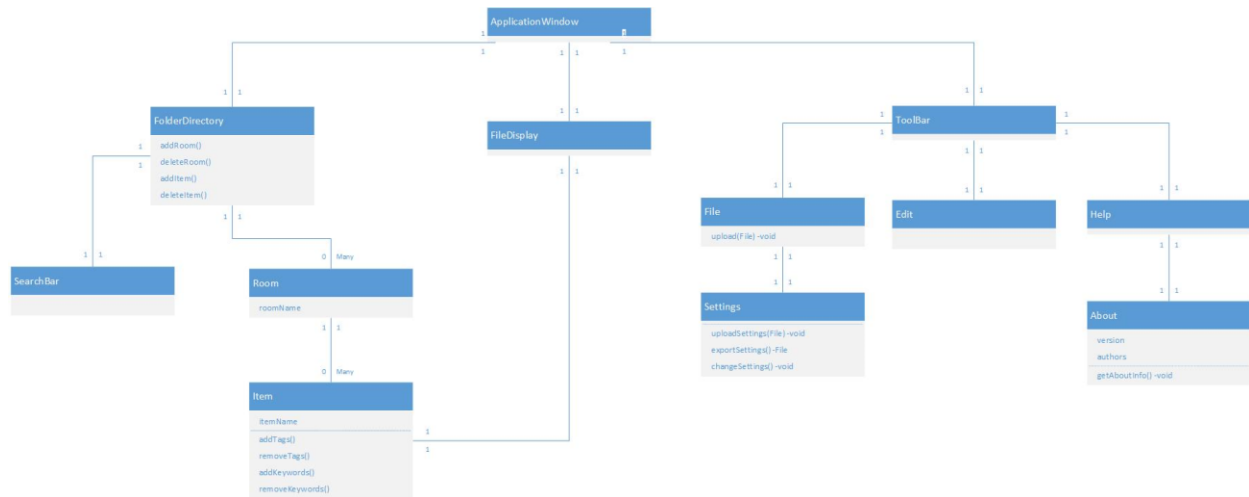 ApplicationWindow
1 1 1 1
1 1
1 1 1 1 1 1
FolderDirectory
addRoom()
deleteRoom()
addItem()
deleteItem()
FileDisplay
ToolBar
1 1
1 1
1 1
1 1 1 1 1 1
1 1 1 1 1 1
File
upload(File) -void
Edit
Help
1 1
0 Many
1 1
1 1
1 1
1 1
SearchBar
Room
roomName
Settings
uploadSettings(File) -void
exportSettings() -File
changeSettings() -void
About
version
authors
getAboutInfo() -void
1 1
0 Many
Item
itemName
addTags()
removeTags()
addKeywords()
removeKeywords()
1
1